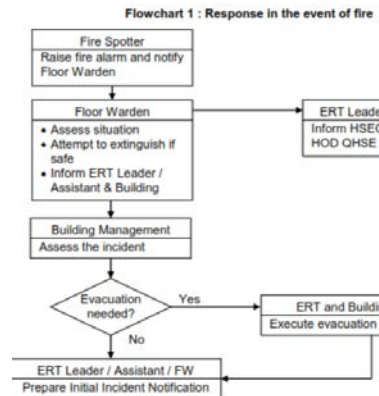 Flowchart 1 : Response in the event of fire
Fire Spotter
Raise fire alarm and notify
Floor Warden
Floor Warden
• Assess situation
• Attempt to extinguish if
safe
• Inform ERT Leader /
Assistant & Building
ERT Leade
Inform HSEC
HOD QHSE
Building Management
Assess the incident
Evacuation
needed?
Yes
No
ERT and Buildin
Execute evacuation
ERT Leader / Assistant / FW
Prepare Initial Incident Notification